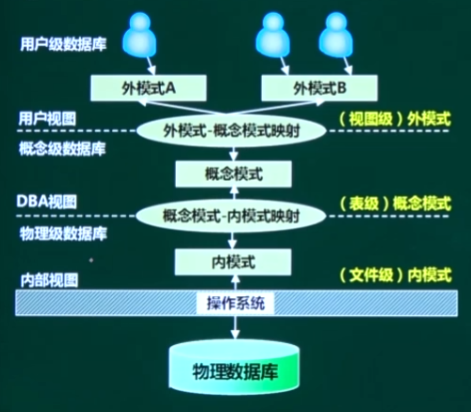 用户级数据库
外模式A
外模式B
用户视图
外模式-概念模式映射
（视图级）外模式
概念级数据库
概念模式
DBA视图
概念模式-内模式映射
（表级）概念模式
物理级数据库
内模式
内部视图
（文件级）内模式
操作系统
物理数据库